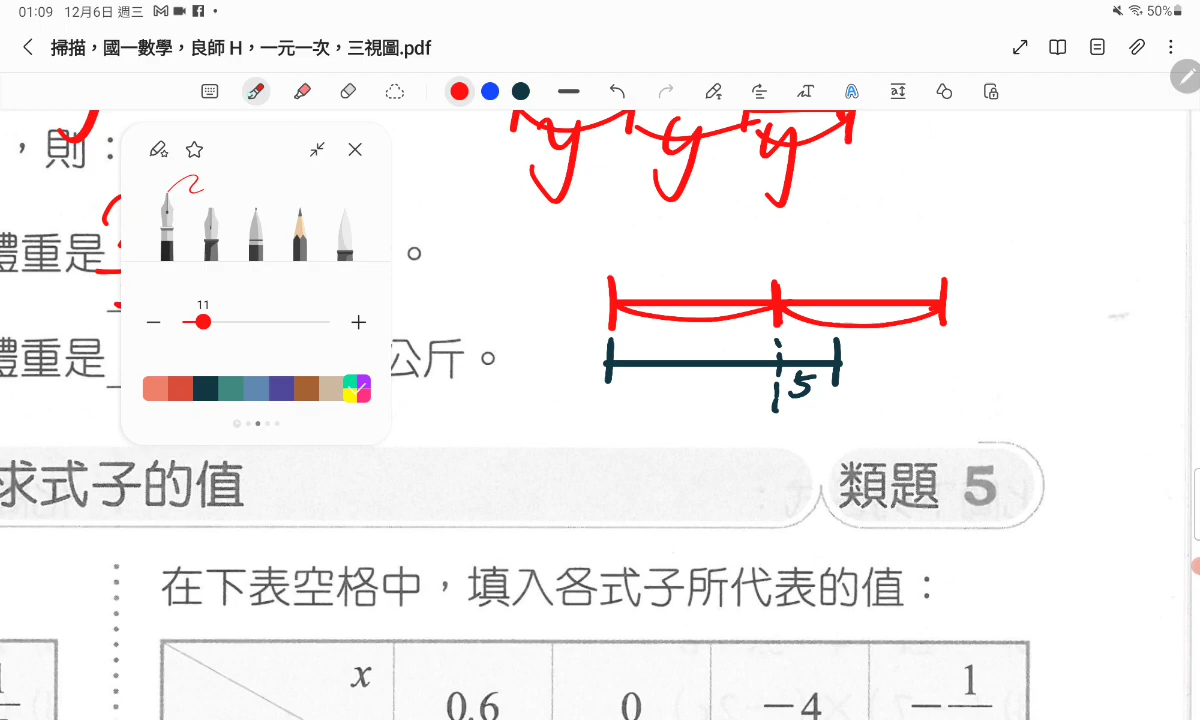 01:09 12月6日 週三 50%
掃描，國一數學，良師 H，一元一次，三視圖.pdf
，則：
y y y
體重是
。
11
體重是
公斤。
5
求式子的值
類題 5
在下表空格中，填入各式子所代表的值：
x
0.6 0 −4 −1